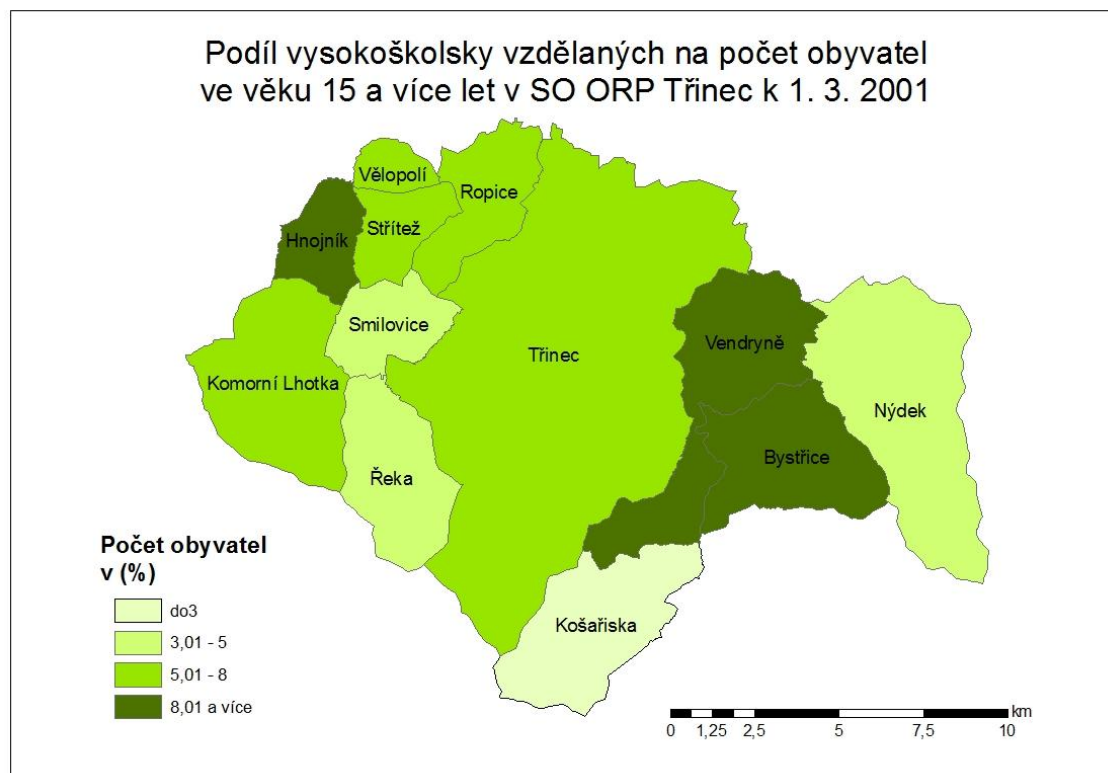 Podíl vysokoškolsky vzdělaných na počet obyvatel
ve věku 15 a více let v SO ORP Třinec k 1. 3. 2001
Vělopolí
Ropice
Střítež
Hnojník
Smilovice
Vendryně
Třinec
Komorní Lhotka
Nýdek
Bystřice
Řeka
Košařiska
Počet obyvatel
v (%)
do3
3,01 - 5
5,01 - 8
8,01 a více
km
0 1,25 2,5 5 7,5 10